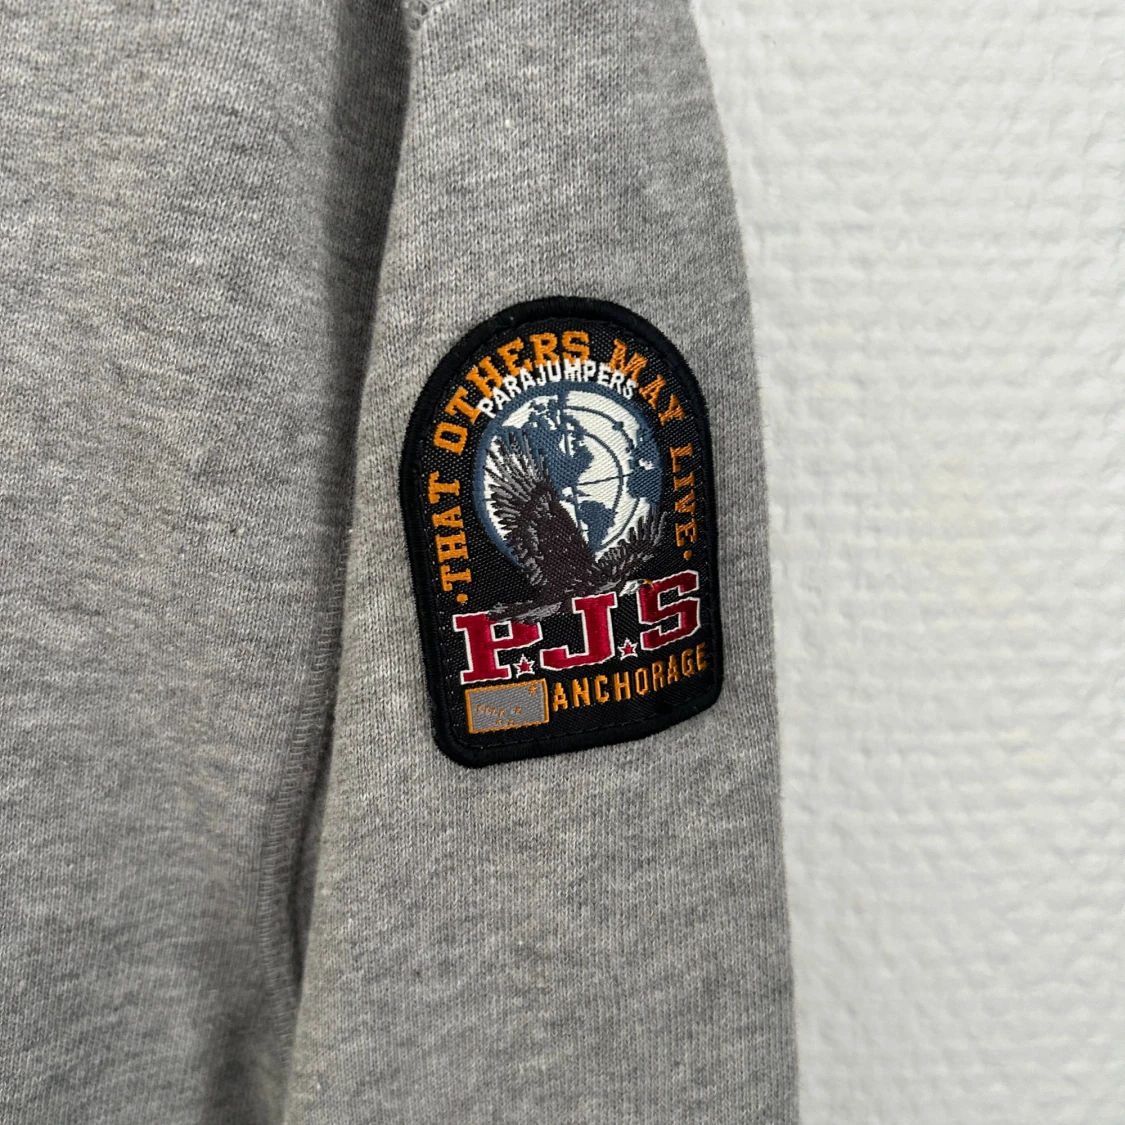 ·THAT OTHERS MAY LIVE·
PARAJUMPERS
P.J.S
ANCHORAGE